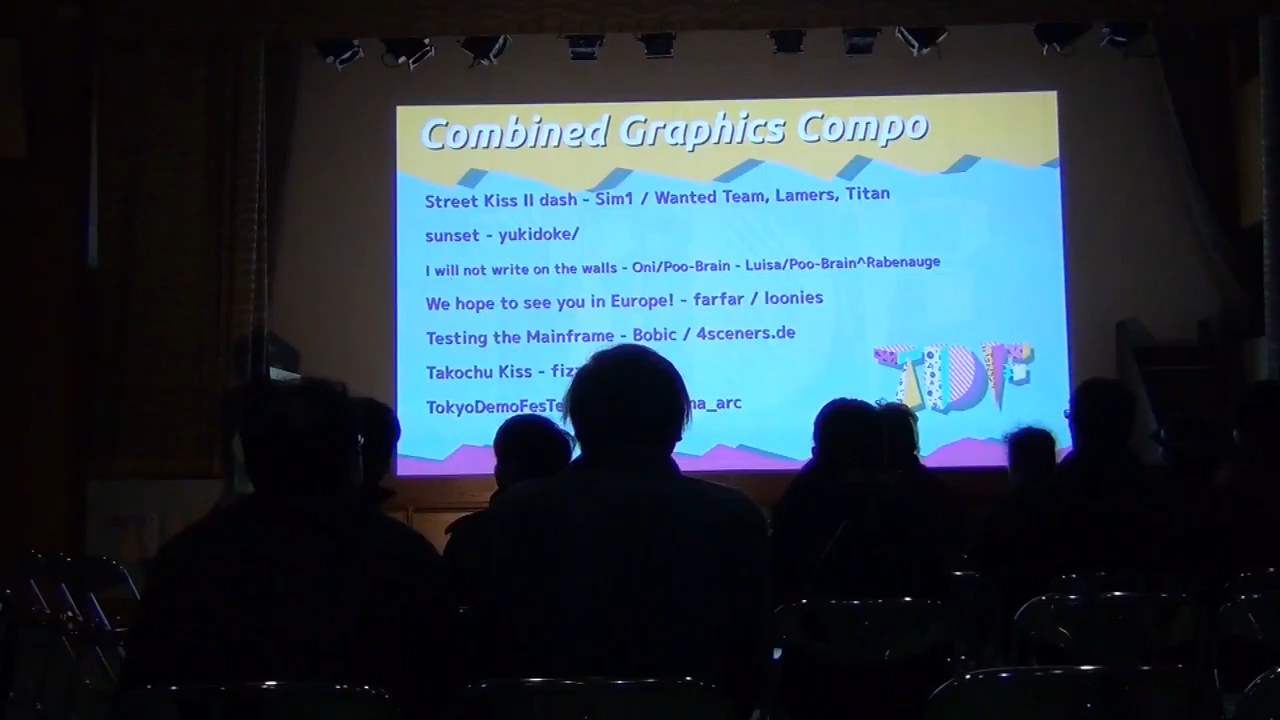 Combined Graphics Compo
Street Kiss II dash - Sim1 / Wanted Team, Lamers, Titan
sunset - yukidoke/
I will not write on the walls - Oni/Poo-Brain - Luisa/Poo-Brain^Rabenauge
We hope to see you in Europe! - farfar / loonies
Testing the Mainframe - Bobic / 4sceners.de
Takochu Kiss -
TDF